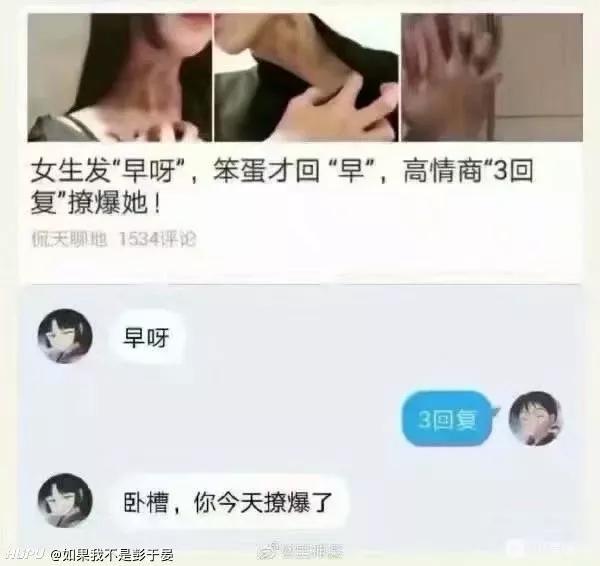 女生发“早呀”，笨蛋才回 “早”，高情商“3回
复”撩爆她！
侃天聊地 1534评论
早呀
3回复
卧槽，你今天撩爆了
HUPU @如果我不是彭于晏